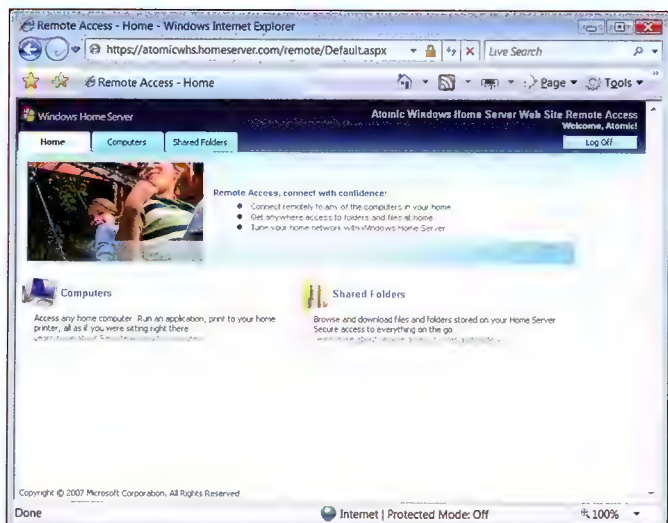 Remote Access - Home - Windows Internet Explorer
https://atomicwhs.homeserver.com/remote/Default.aspx
Live Search
Remote Access - Home
Page
Tools
Windows Home Server
Atomic Windows Home Server Web Site Remote Access
Welcome, Atomic!
Home
Computers
Shared Folders
Log Off
Remote Access, connect with confidence:
Connect remotely to any of the computers in your home
Get anywhere access to folders and files at home
Tune your home network with Windows Home Server
Computers
Shared Folders
Access any home computer. Run an application, print to your home
printer, all as if you were sitting right there
Browse and download files and folders stored on your Home Server
Secure access to everything on the go
Copyright © 2007 Microsoft Corporation. All Rights Reserved
Done
Internet | Protected Mode: Off
100%